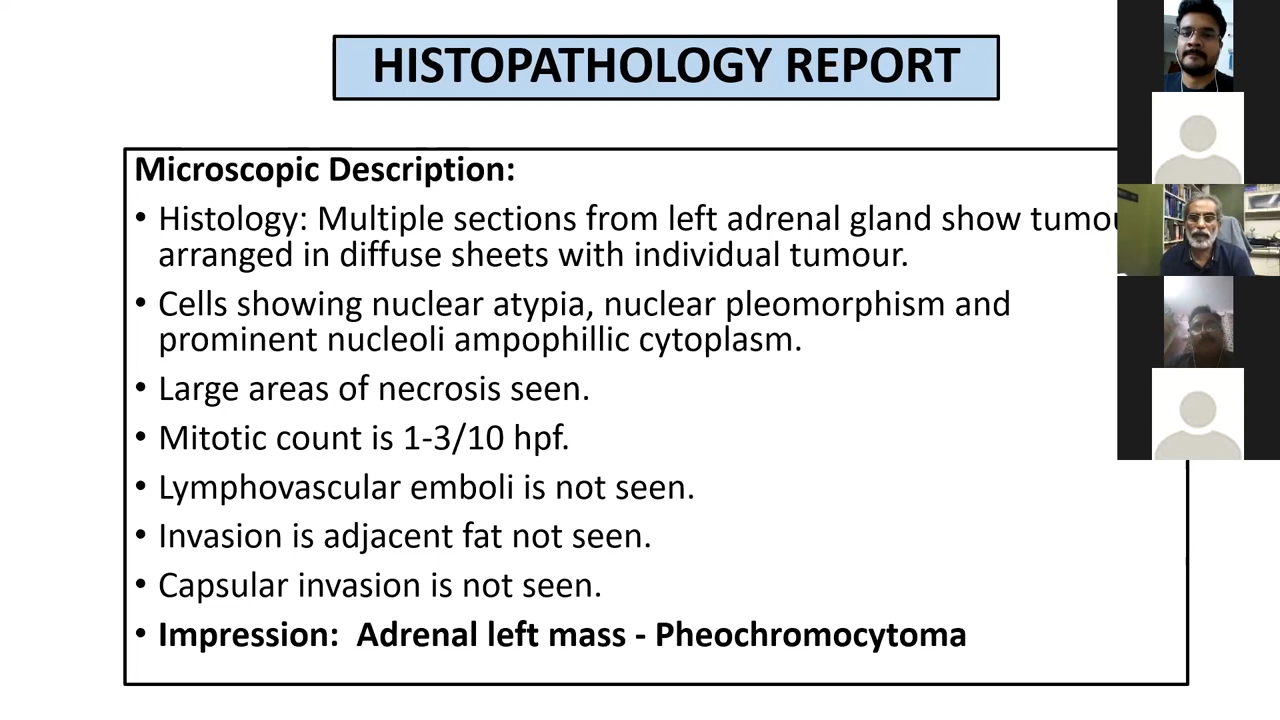 HISTOPATHOLOGY REPORT
Microscopic Description:
• Histology: Multiple sections from left adrenal gland show
arranged in diffuse sheets with individual tumour.
• Cells showing nuclear atypia, nuclear pleomorphism and
prominent nucleoli ampophillic cytoplasm.
• Large areas of necrosis seen.
• Mitotic count is 1-3/10 hpf.
• Lymphovascular emboli is not seen.
• Invasion is adjacent fat not seen.
• Capsular invasion is not seen.
• Impression:  Adrenal left mass - Pheochromocytoma